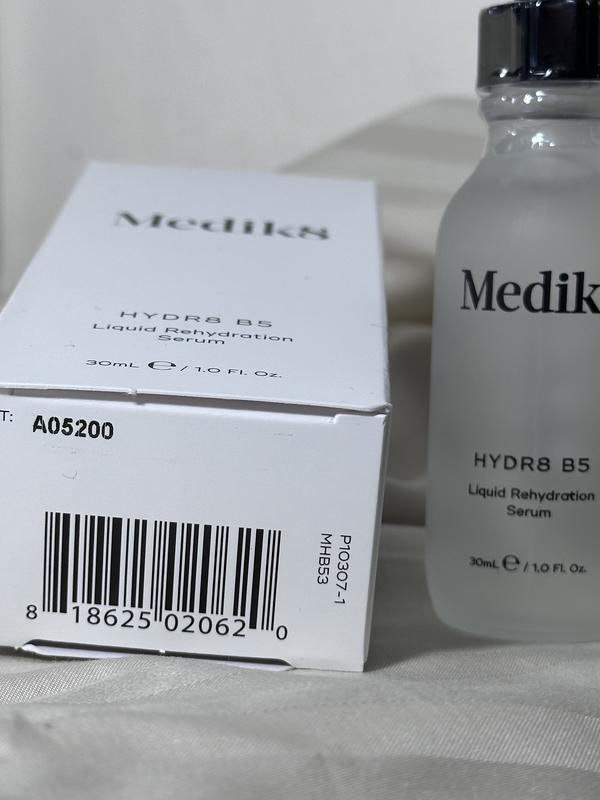 Medik8
HYDR8 B5
Liquid Rehydration
Serum
30mL ℮ / 1.0 Fl. Oz.
T: A05200
P10307-1
MHB53
8 18625 02062 0
Medik
HYDR8 B5
Liquid Rehydration
Serum
30mL ℮ / 1.0 Fl. Oz.